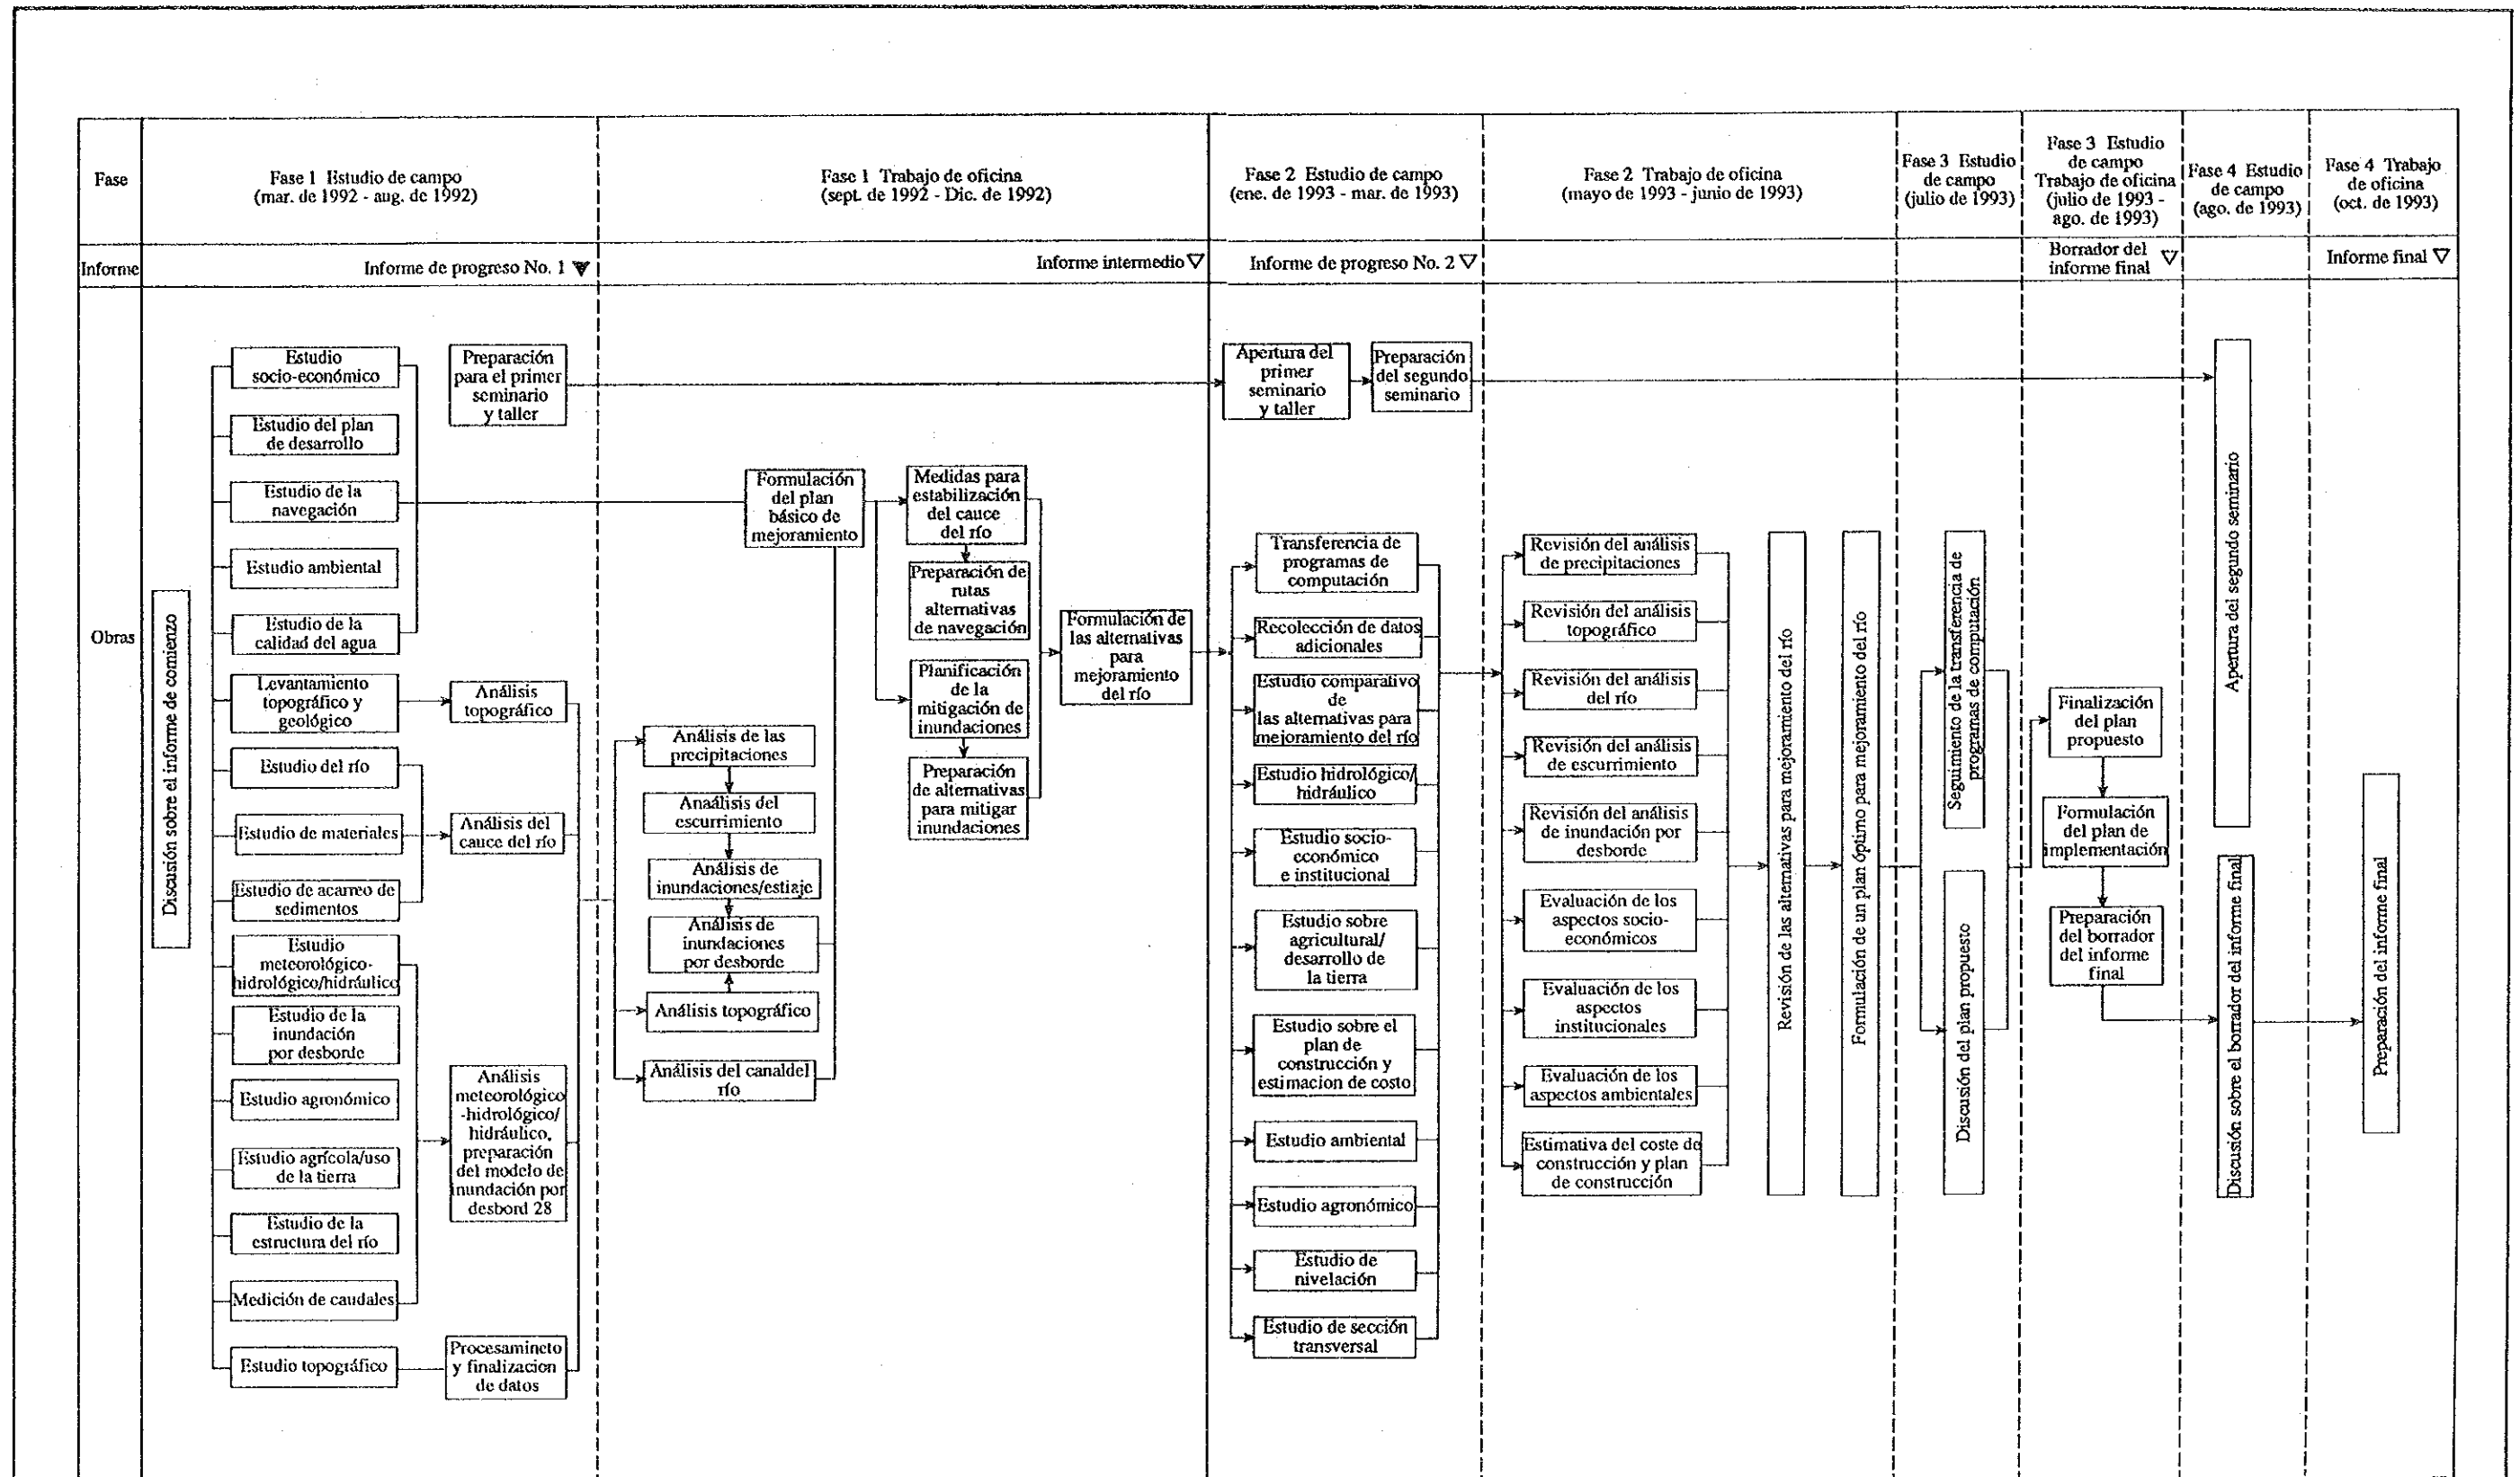 Fase
Fase 1 Estudio de campo
(mar. de 1992 - aug. de 1992)
Fase 1 Trabajo de oficina
(sept. de 1992 - Dic. de 1992)
Fase 2 Estudio de campo
(ene. de 1993 - mar. de 1993)
Fase 2 Trabajo de oficina
(mayo de 1993 - junio de 1993)
Fase 3 Estudio
de campo
(julio de 1993)
Fase 3 Estudio
de campo
Trabajo de oficina
(julio de 1993 -
ago. de 1993)
Fase 4 Estudio
de campo
(ago. de 1993)
Fase 4 Trabajo
de oficina
(oct. de 1993)
Informe
Informe de progreso No. 1
Informe intermedio
Informe de progreso No. 2
Borrador del
informe final
Informe final
Obras
Discusión sobre el informe de comienzo
Estudio
socio-económico
Estudio del plan
de desarrollo
Estudio de la
navegación
Estudio ambiental
Estudio de la
calidad del agua
Levantamiento
topográfico y
geológico
Estudio del río
Estudio de materiales
Estudio de acarreo de
sedimentos
Estudio
meteorológico-
hidrológico/hidráulico
Estudio de la
inundación
por desborde
Estudio agronómico
Estudio agrícola/uso
de la tierra
Estudio de la
estructura del río
Medición de caudales
Estudio topográfico
Preparación
para el primer
seminario
y taller
Análisis
topográfico
Análisis del
cauce del río
Análisis
meteorológico
-hidrológico/
hidráulico,
preparación
del modelo de
inundación por
desbord 28
Procesamineto
y finalizacion
de datos
Análisis de las
precipitaciones
Anaálisis del
escurrimiento
Análisis de
inundaciones/estiaje
Análisis de
inundaciones
por desborde
Análisis topográfico
Análisis del canaldel
río
Formulación
del plan
básico de
mejoramiento
Medidas para
estabilización
del cauce
del río
Preparación de
rutas
alternativas
de navegación
Planificación
de la
mitigación de
inundaciones
Preparación
de alternativas
para mitigar
inundaciones
Formulación de
las alternativas
para
mejoramiento
del río
Apertura del
primer
seminario
y taller
Preparación
del segundo
seminario
Transferencia de
programas de
computación
Recolección de datos
adicionales
Estudio comparativo
de
las alternativas para
mejoramiento del río
Estudio hidrológico/
hidráulico
Estudio socio-
económico
e institucional
Estudio sobre
agricultural/
desarrollo de
la tierra
Estudio sobre el
plan de
construcción y
estimacion de costo
Estudio ambiental
Estudio agronómico
Estudio de
nivelación
Estudio de sección
transversal
Revisión del análisis
de precipitaciones
Revisión del análisis
topográfico
Revisión del análisis
del río
Revisión del análisis
de escurrimiento
Revisión del análisis
de inundación por
desborde
Evaluación de los
aspectos socio-
económicos
Evaluación de los
aspectos
institucionales
Evaluación de los
aspectos ambientales
Estimativa del coste de
construcción y plan
de construcción
Revisión de las alternativas para mejoramiento del río
Formulación de un plan óptimo para mejoramiento del río
Seguimiento de la transferencia de
programas de computación
Discusión del plan propuesto
Finalización
del plan
propuesto
Formulación
del plan de
implementación
Preparación
del borrador
del informe
final
Apertura del segundo seminario
Discusión sobre el borrador del informe final
Preparación del informe final